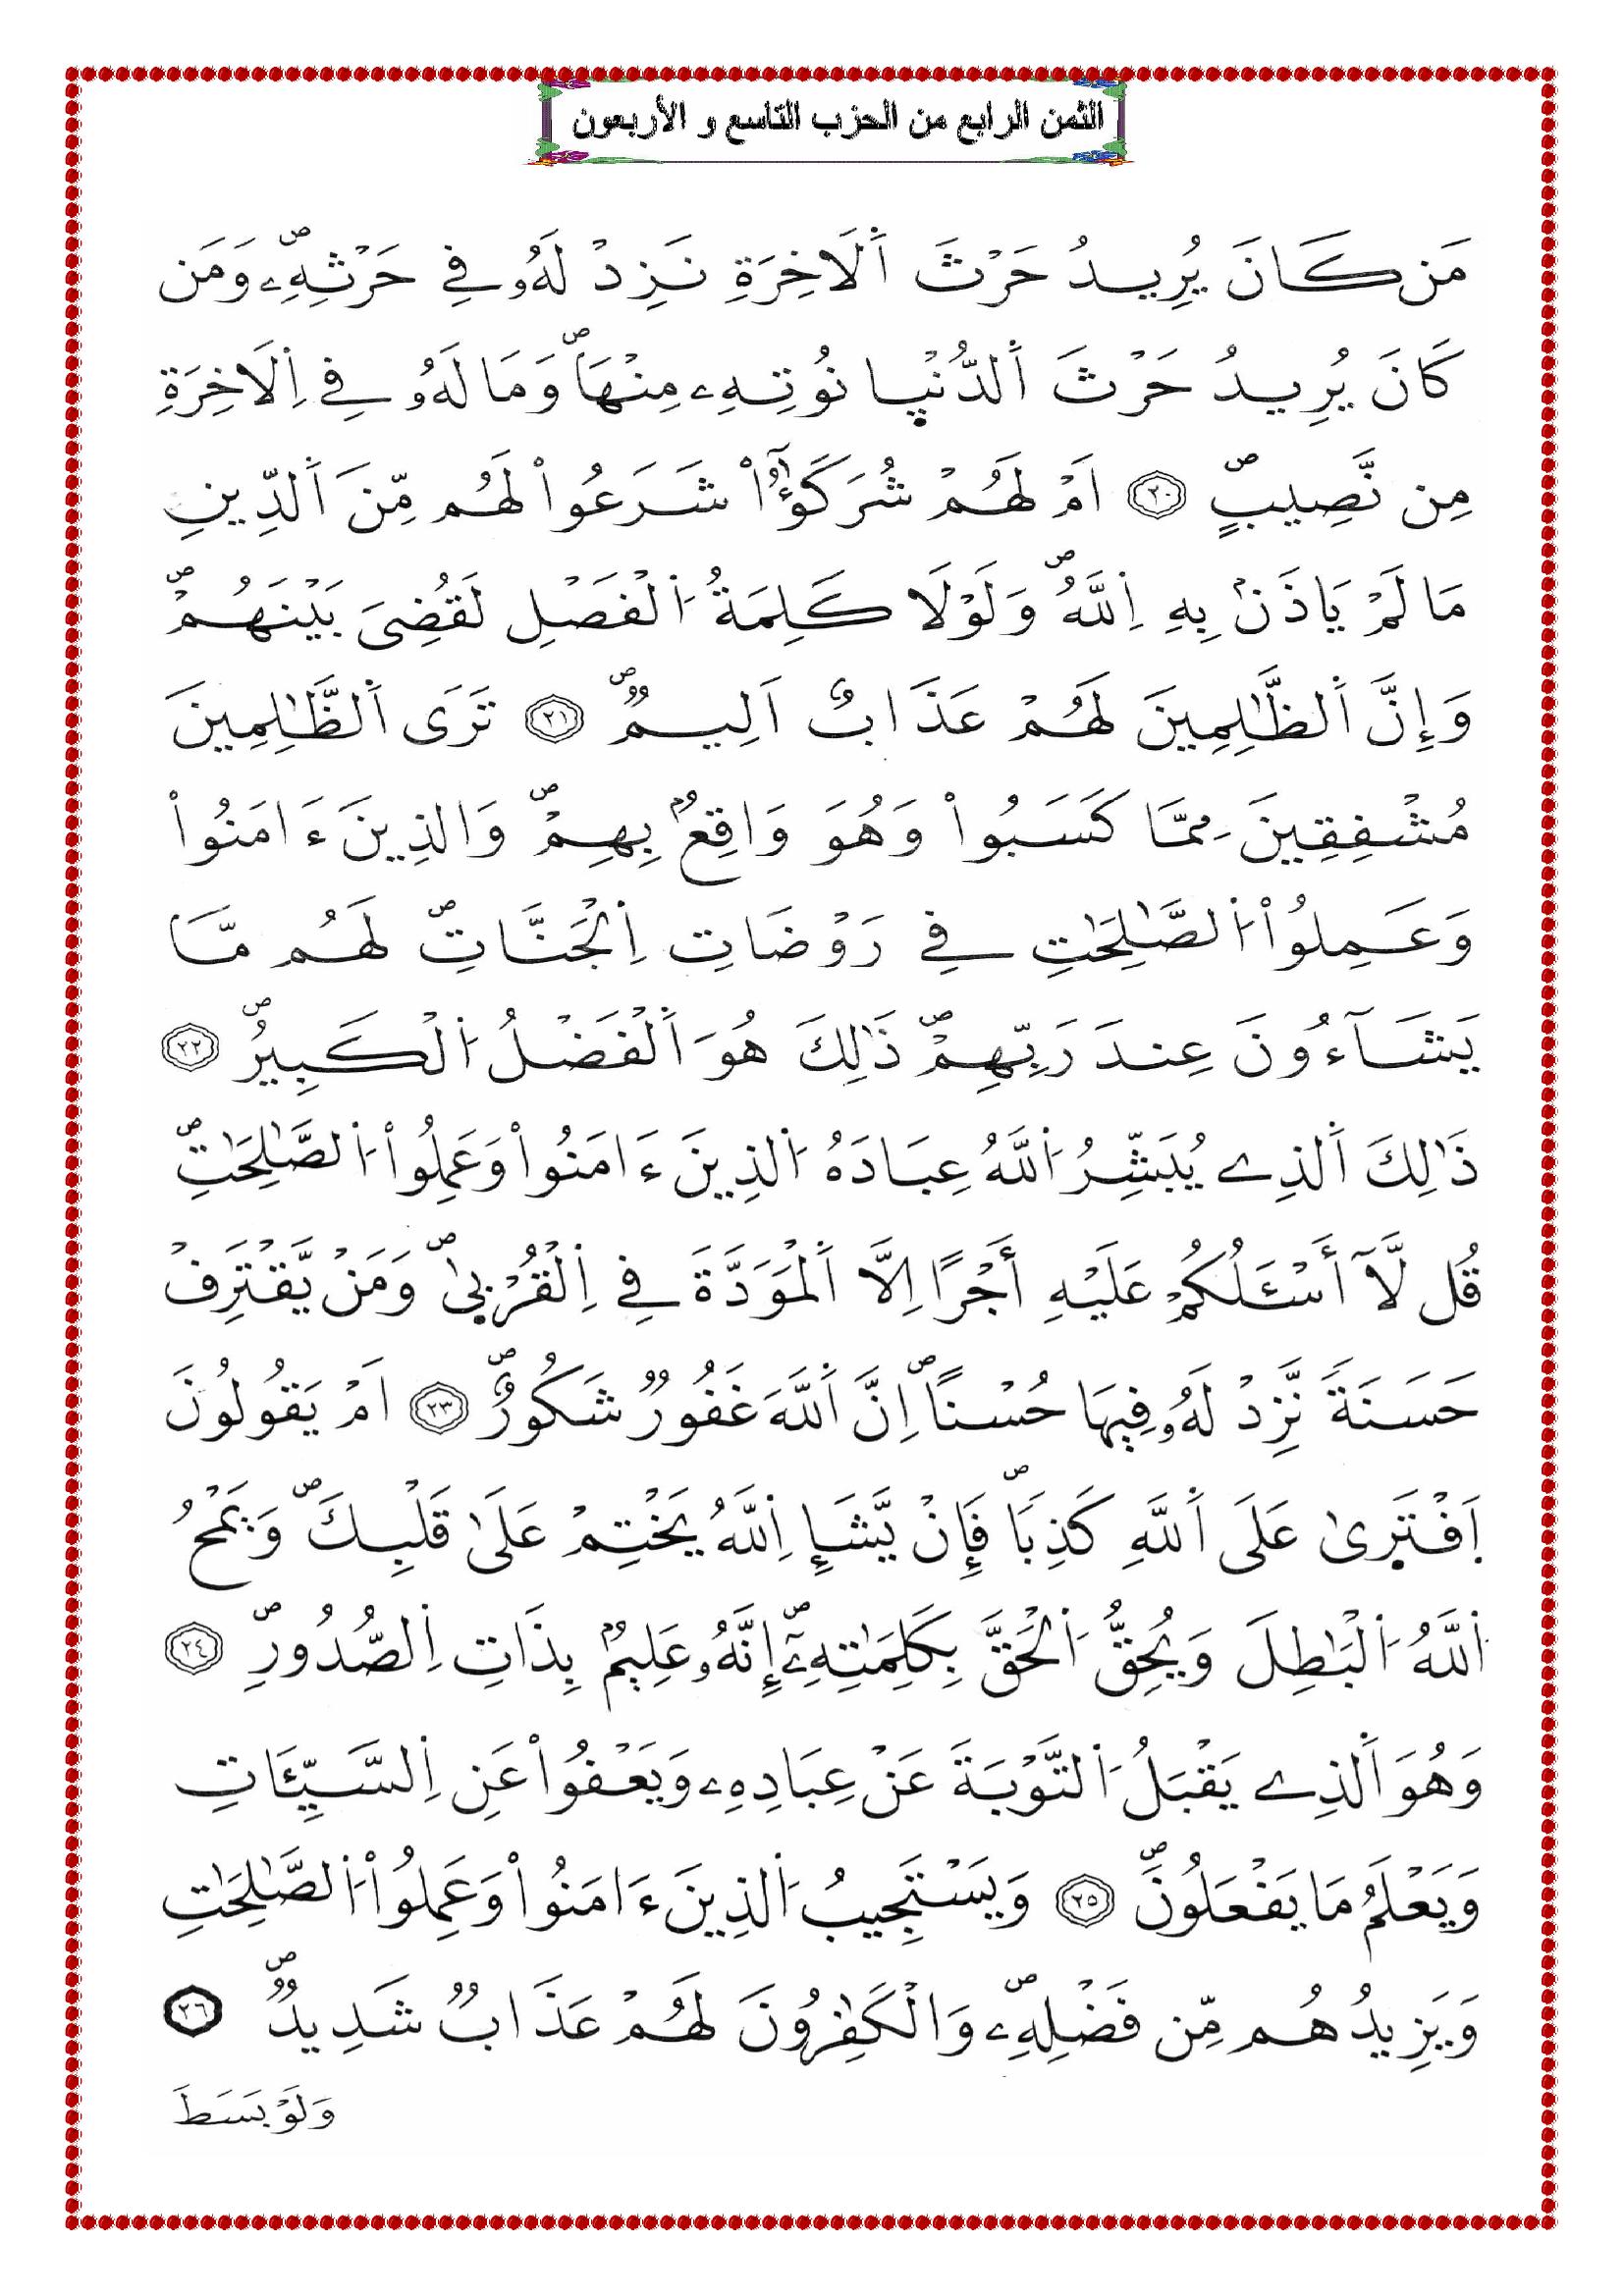 الثمن الرابع من الحزب التاسع و الأربعون
مَن كَانَ يُرِيدُ حَرْثَ اَلَاخِرَةِ نَزِدْ لَهُۥ فِے حَرْثِهِۦۖ وَمَن
كَانَ يُرِيدُ حَرْثَ اَلدُّنْيٜا نُوتِهِۦ مِنْهَاۖ وَمَا لَهُۥ فِے اِلَاخِرَةِ
مِن نَّصِيبٍۖ ٢٠ اَمْ لَهُمْ شُرَكَٰٓؤُاْ شَرَعُواْ لَهُم مِّنَ اَلدِّينِ
مَا لَمْ يَاذَنۢ بِهِ اِللَّهُۖ وَلَوْلَا كَلِمَةُ اُلْفَصْلِ لَقُضِيَ بَيْنَهُمْۖ
وَإِنَّ اَلظَّٰلِمِينَ لَهُمْ عَذَابٌ اَلِيمٌۖ ٢١ تَرَي اَلظَّٰلِمِينَ
مُشْفِقِينَ مِمَّا كَسَبُواْ وَهُوَ وَاقِعُۢ بِهِمْۖ وَالذِينَ ءَامَنُواْ
وَعَمِلُواْ اُلصَّٰلِحَٰتِ فِے رَوْضَاتِ اِلْجَنَّاتِۖ لَهُم مَّا
يَشَآءُونَ عِندَ رَبِّهِمْۖ ذَٰلِكَ هُوَ اَلْفَضْلُ اُلْكَبِيرُۖ ٢٢
ذَٰلِكَ اَلذِے يُبَشِّرُ اُللَّهُ عِبَادَهُ اُلذِينَ ءَامَنُواْ وَعَمِلُواْ اُلصَّٰلِحَٰتِۖ
قُل لَّآ أَسْـَٔلُكُمْ عَلَيْهِ أَجْرًا اِلَّا اَلْمَوَدَّةَ فِے اِلْقُرْبٜىٰۖ وَمَنْ يَّقْتَرِفْ
حَسَنَةً نَّزِدْ لَهُۥ فِيهَا حُسْنًاۖ اِنَّ اَللَّهَ غَفُورٌ شَكُورٌۖ ٢٣ اَمْ يَقُولُونَ
اَفْتَرٜىٰ عَلَي اَللَّهِ كَذِبًاۖ فَإِنْ يَّشَإِ اِللَّهُ يَخْتِمْ عَلَىٰ قَلْبِكَۖ وَيَمْحُ
اُللَّهُ اُلْبَٰطِلَ وَيُحِقُّ اُلْحَقَّ بِكَلِمَٰتِهِۦٓۖ إِنَّهُۥ عَلِيمُۢ بِذَاتِ اِلصُّدُورِۖ ٢٤
وَهُوَ اَلذِے يَقْبَلُ اُلتَّوْبَةَ عَنْ عِبَادِهِۦ وَيَعْفُواْ عَنِ اِلسَّيِّـَٔاتِ
وَيَعْلَمُ مَا يَفْعَلُونَۖ ٢٥ وَيَسْتَجِيبُ اُلذِينَ ءَامَنُواْ وَعَمِلُواْ اُلصَّٰلِحَٰتِ
وَيَزِيدُهُم مِّن فَضْلِهِۦۖ وَالْكَٰفِرُونَ لَهُمْ عَذَابٌ شَدِيدٌۖ ٢٦
وَلَوْ بَسَطَ